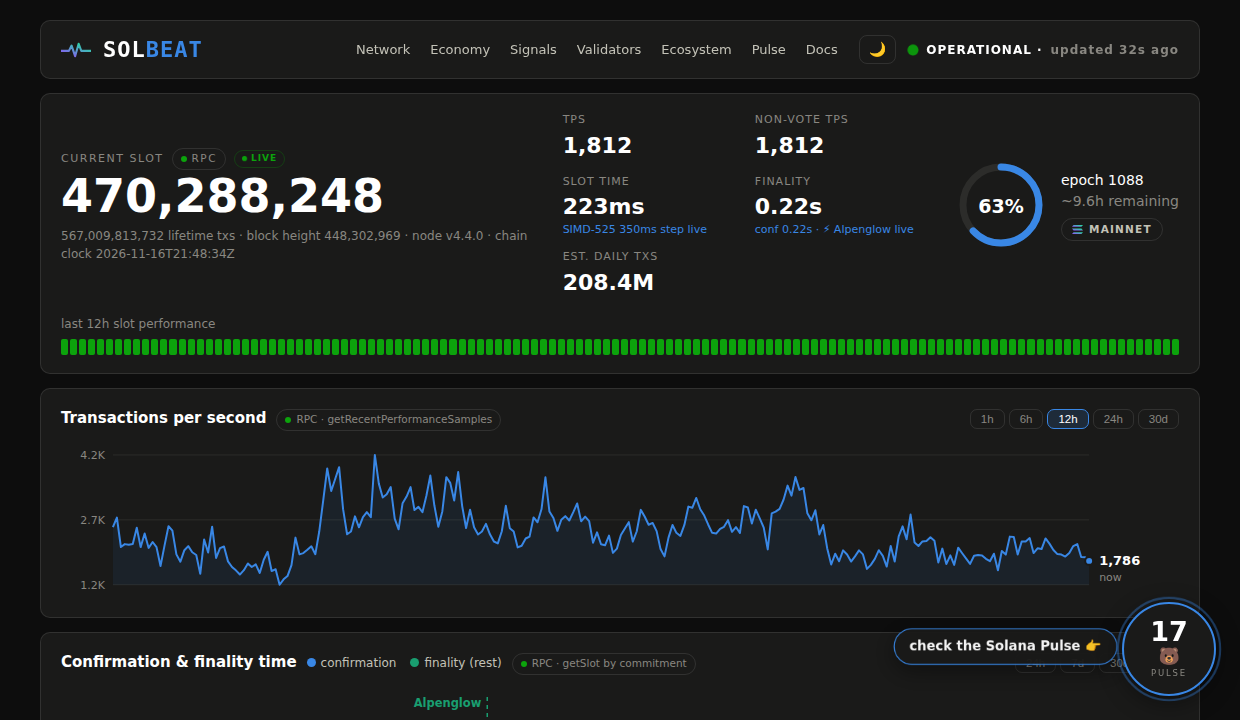 SOLBEAT
Network Economy Signals Validators Ecosystem Pulse Docs
OPERATIONAL · updated 32s ago
CURRENT SLOT RPC LIVE
470,288,248
567,009,813,732 lifetime txs · block height 448,302,969 · node v4.4.0 · chain
clock 2026-11-16T21:48:34Z
TPS
1,812
NON-VOTE TPS
1,812
SLOT TIME
223ms
SIMD-525 350ms step live
FINALITY
0.22s
conf 0.22s · ⚡ Alpenglow live
EST. DAILY TXS
208.4M
63%
epoch 1088
~9.6h remaining
MAINNET
last 12h slot performance
Transactions per second RPC · getRecentPerformanceSamples
1h 6h 12h 24h 30d
4.2K
2.7K
1.2K
1,786
now
Confirmation & finality time confirmation finality (rest) RPC · getSlot by commitment
Alpenglow
check the Solana Pulse 👉
17
PULSE